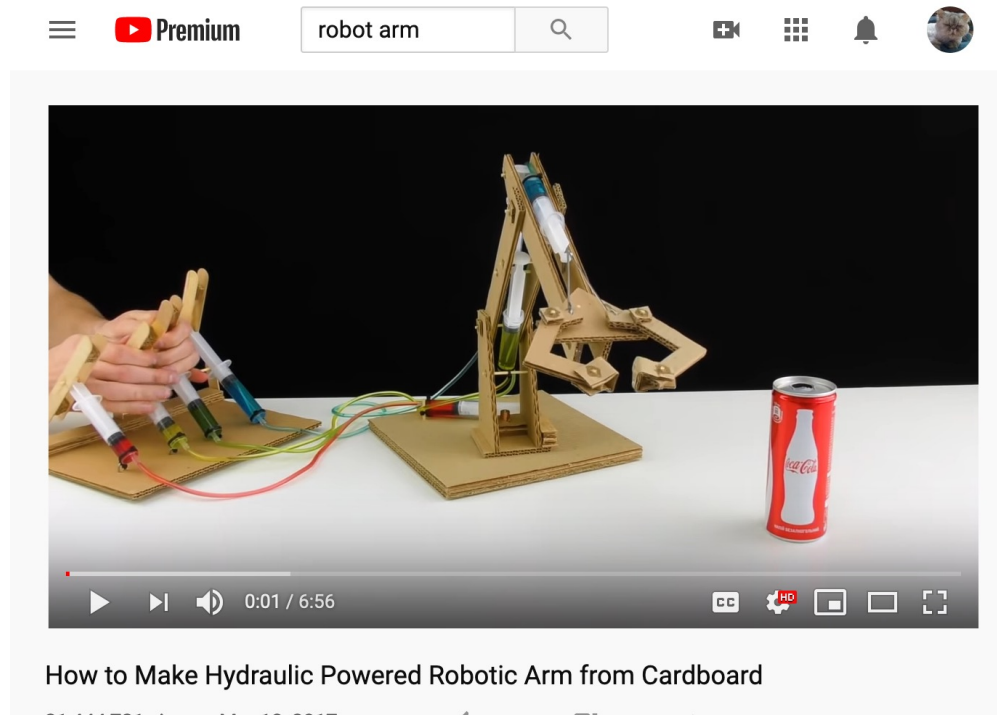 Premium
robot arm
Coca-Cola
0:01 / 6:56
CC
HD
How to Make Hydraulic Powered Robotic Arm from Cardboard